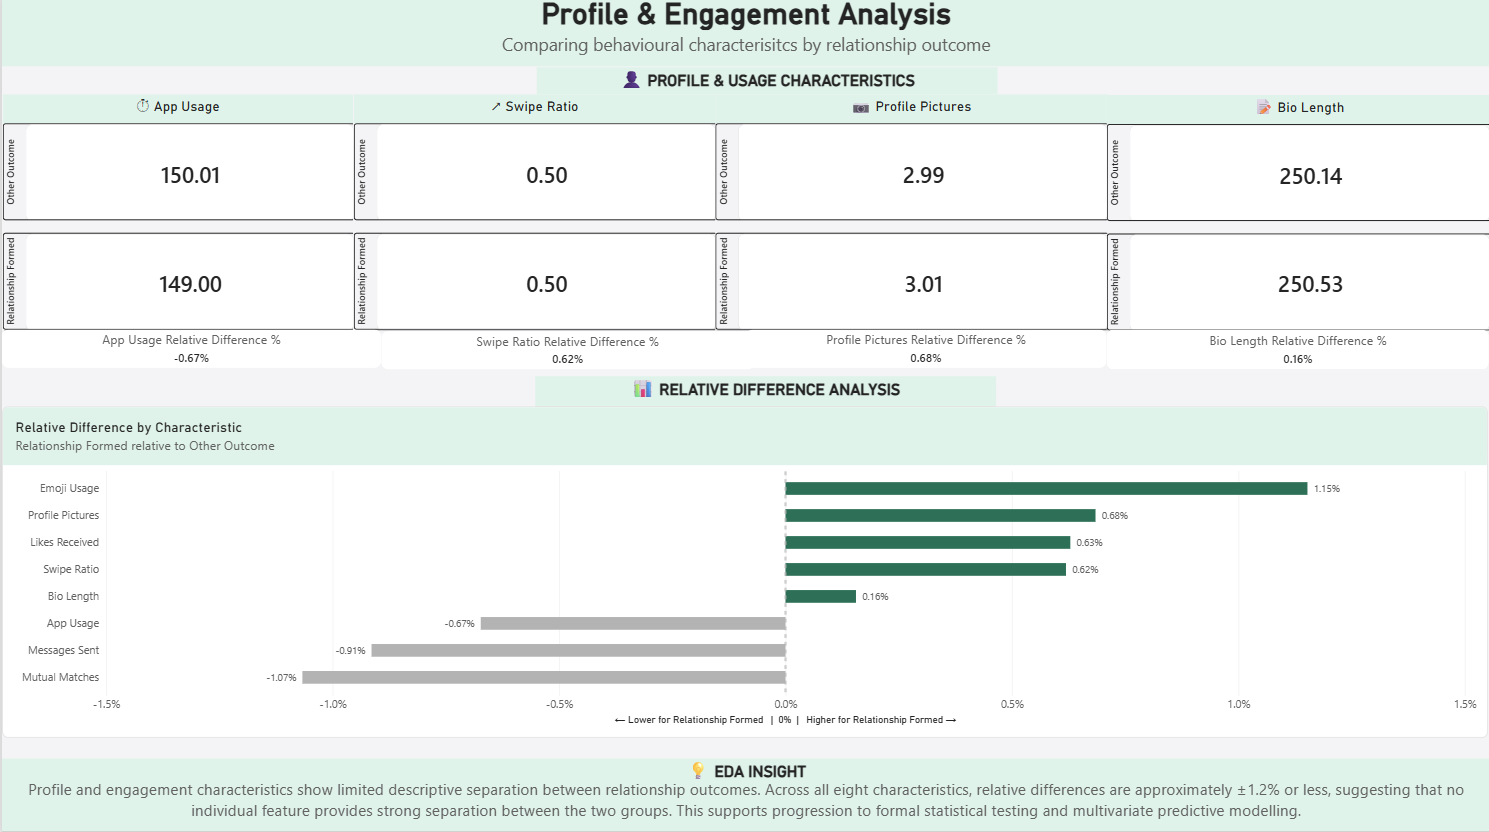 Profile & Engagement Analysis
Comparing behavioural characterisitcs by relationship outcome
PROFILE & USAGE CHARACTERISTICS
App Usage
Swipe Ratio
Profile Pictures
Bio Length
Other Outcome
150.01
Other Outcome
0.50
Other Outcome
2.99
Other Outcome
250.14
Relationship Formed
149.00
Relationship Formed
0.50
Relationship Formed
3.01
Relationship Formed
250.53
App Usage Relative Difference %
-0.67%
Swipe Ratio Relative Difference %
0.62%
Profile Pictures Relative Difference %
0.68%
Bio Length Relative Difference %
0.16%
RELATIVE DIFFERENCE ANALYSIS
Relative Difference by Characteristic
Relationship Formed relative to Other Outcome
Emoji Usage 1.15%
Profile Pictures 0.68%
Likes Received 0.63%
Swipe Ratio 0.62%
Bio Length 0.16%
App Usage -0.67%
Messages Sent -0.91%
Mutual Matches -1.07%
-1.5% -1.0% -0.5% 0.0% 0.5% 1.0% 1.5%
← Lower for Relationship Formed | 0% | Higher for Relationship Formed →
EDA INSIGHT
Profile and engagement characteristics show limited descriptive separation between relationship outcomes. Across all eight characteristics, relative differences are approximately ±1.2% or less, suggesting that no
individual feature provides strong separation between the two groups. This supports progression to formal statistical testing and multivariate predictive modelling.